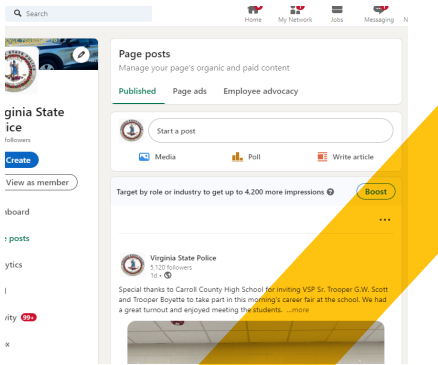 Search
Home
My Network
Jobs
Messaging
N
Page posts
Manage your page's organic and paid content
Published
Page ads
Employee advocacy
Start a post
Media
Poll
Write article
rginia State
ice
followers
Create
View as member
board
posts
ytics
vity 99+
x
Target by role or industry to get up to 4,200 more impressions
Boost
Virginia State Police
5,120 followers
1d •
Special thanks to Carroll County High School for inviting VSP Sr. Trooper G.W. Scott
and Trooper Boyette to take part in this morning's career fair at the school. We had
a great turnout and enjoyed meeting the students. ...more